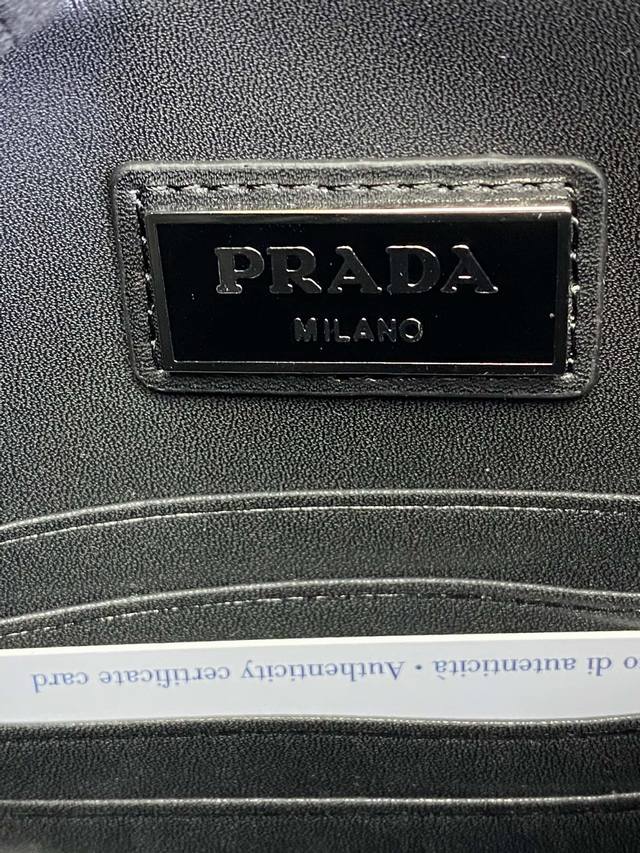 PRADA
MILANO
di autenticità • Authenticity certificate card